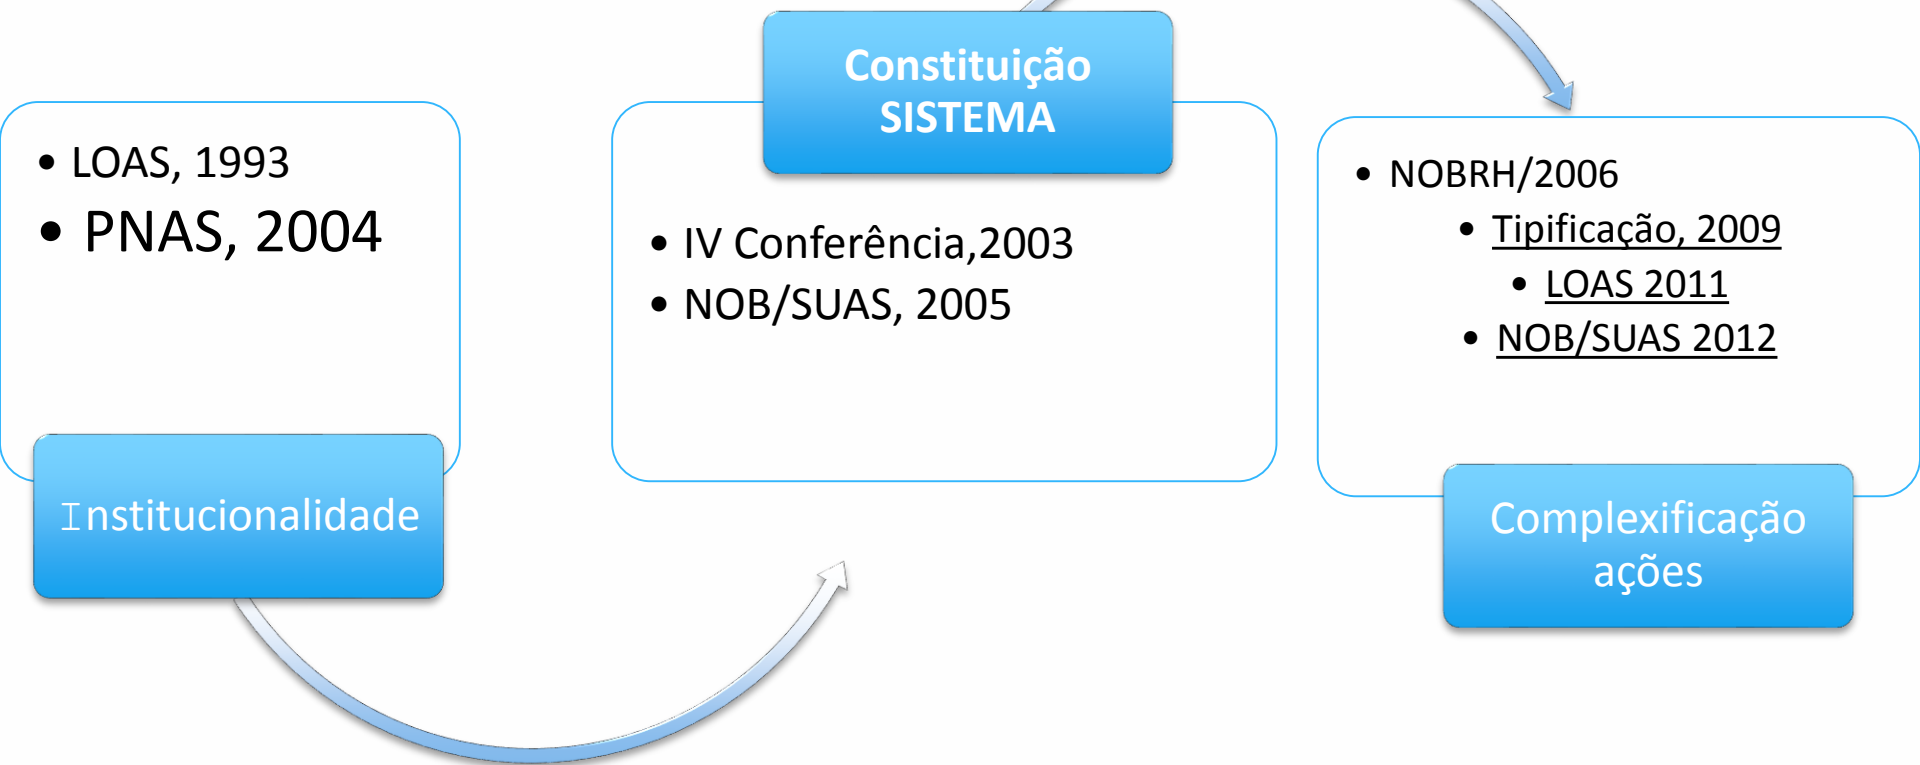 • LOAS, 1993
• PNAS, 2004
Institucionalidade
Constituição
SISTEMA
• IV Conferência,2003
• NOB/SUAS, 2005
• NOBRH/2006
• Tipificação, 2009
• LOAS 2011
• NOB/SUAS 2012
Complexificação
ações